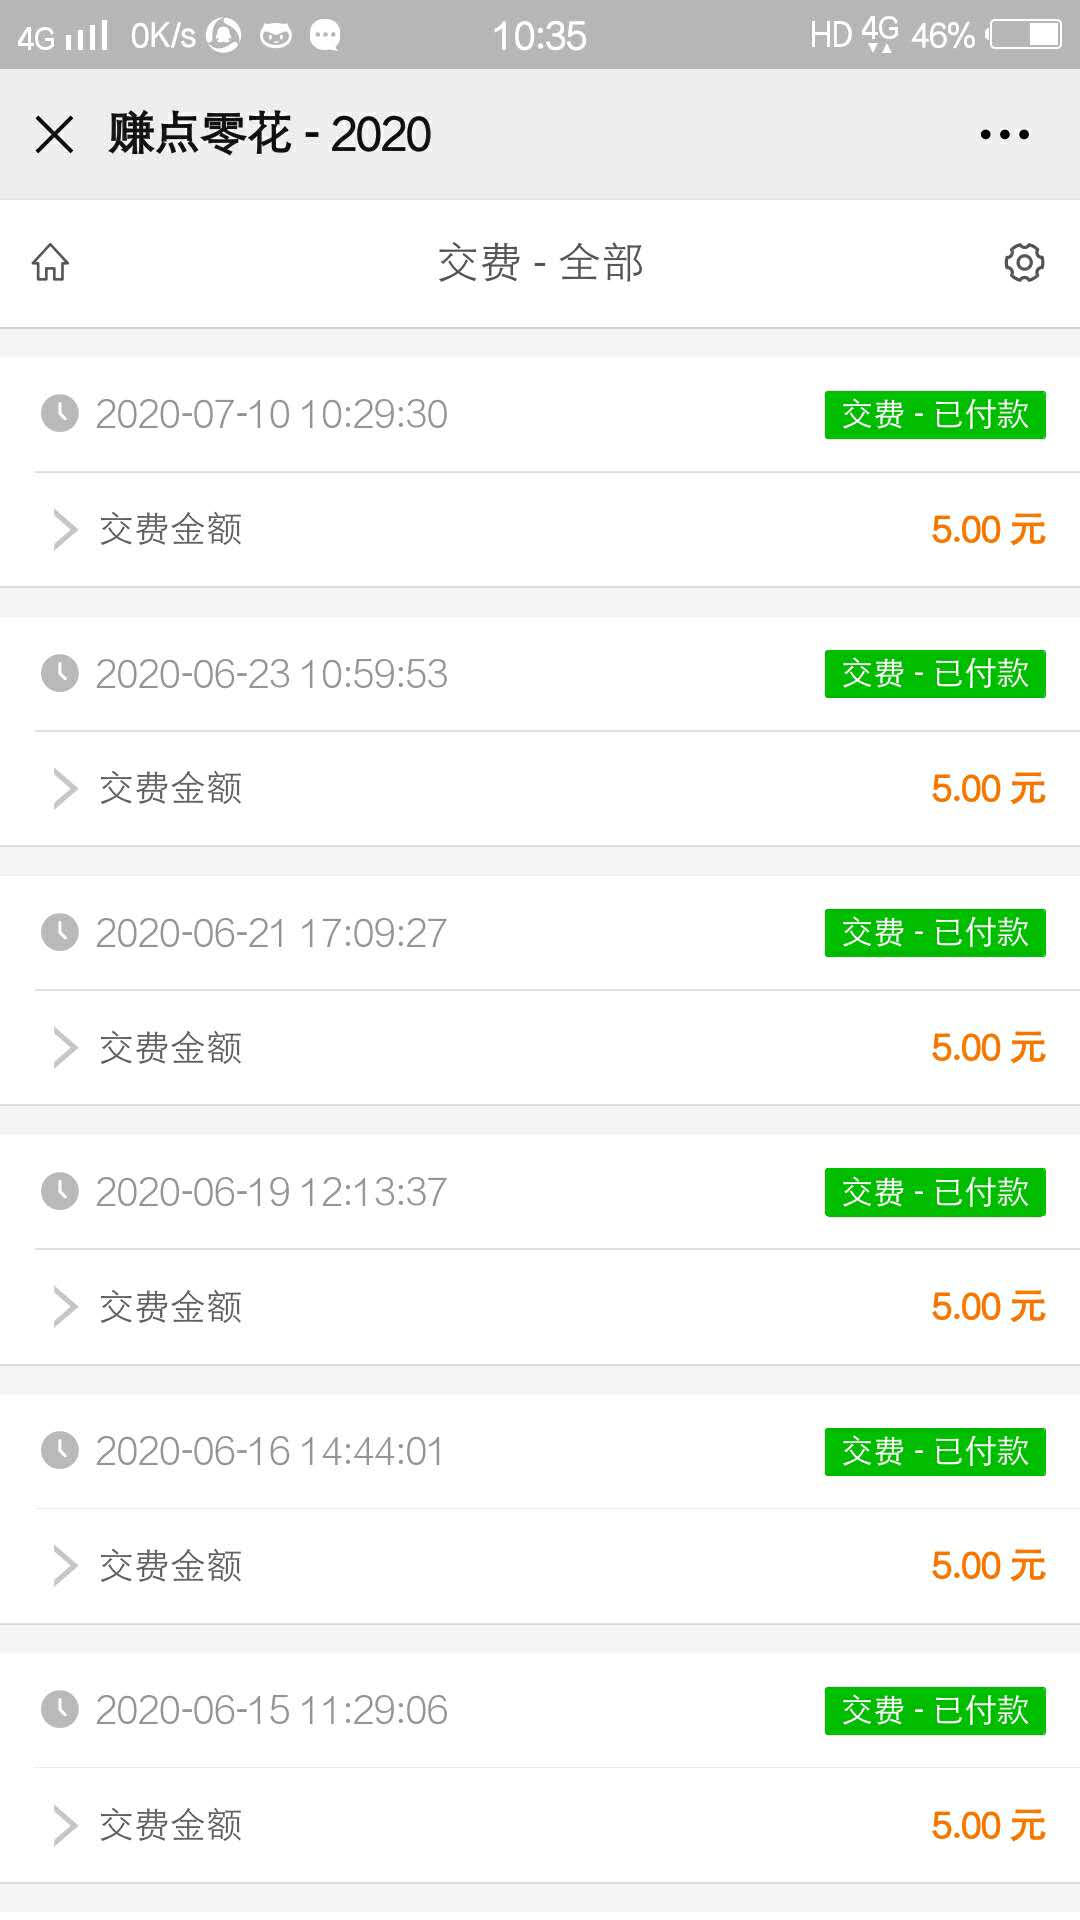 4G 0K/s 10:35 HD 4G 46%
赚点零花 - 2020
交费 - 全部
2020-07-10 10:29:30 交费 - 已付款
交费金额 5.00 元
2020-06-23 10:59:53 交费 - 已付款
交费金额 5.00 元
2020-06-21 17:09:27 交费 - 已付款
交费金额 5.00 元
2020-06-19 12:13:37 交费 - 已付款
交费金额 5.00 元
2020-06-16 14:44:01 交费 - 已付款
交费金额 5.00 元
2020-06-15 11:29:06 交费 - 已付款
交费金额 5.00 元